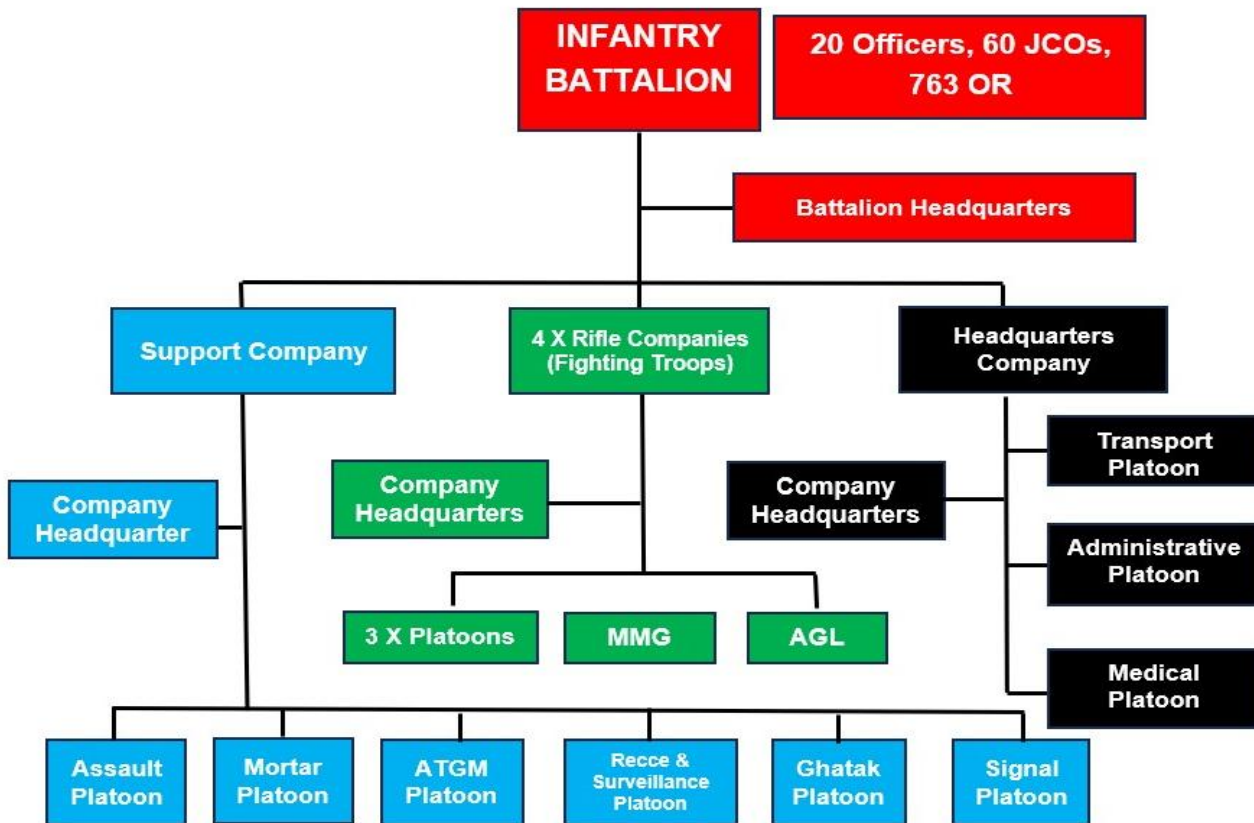 INFANTRY
BATTALION
20 Officers, 60 JCOs,
763 OR
Battalion Headquarters
Support Company
4 X Rifle Companies
(Fighting Troops)
Headquarters
Company
Transport
Platoon
Company
Headquarter
Company
Headquarters
Company
Headquarters
Administrative
Platoon
3 X Platoons
MMG
AGL
Medical
Platoon
Assault
Platoon
Mortar
Platoon
ATGM
Platoon
Recce &
Surveillance
Platoon
Ghatak
Platoon
Signal
Platoon